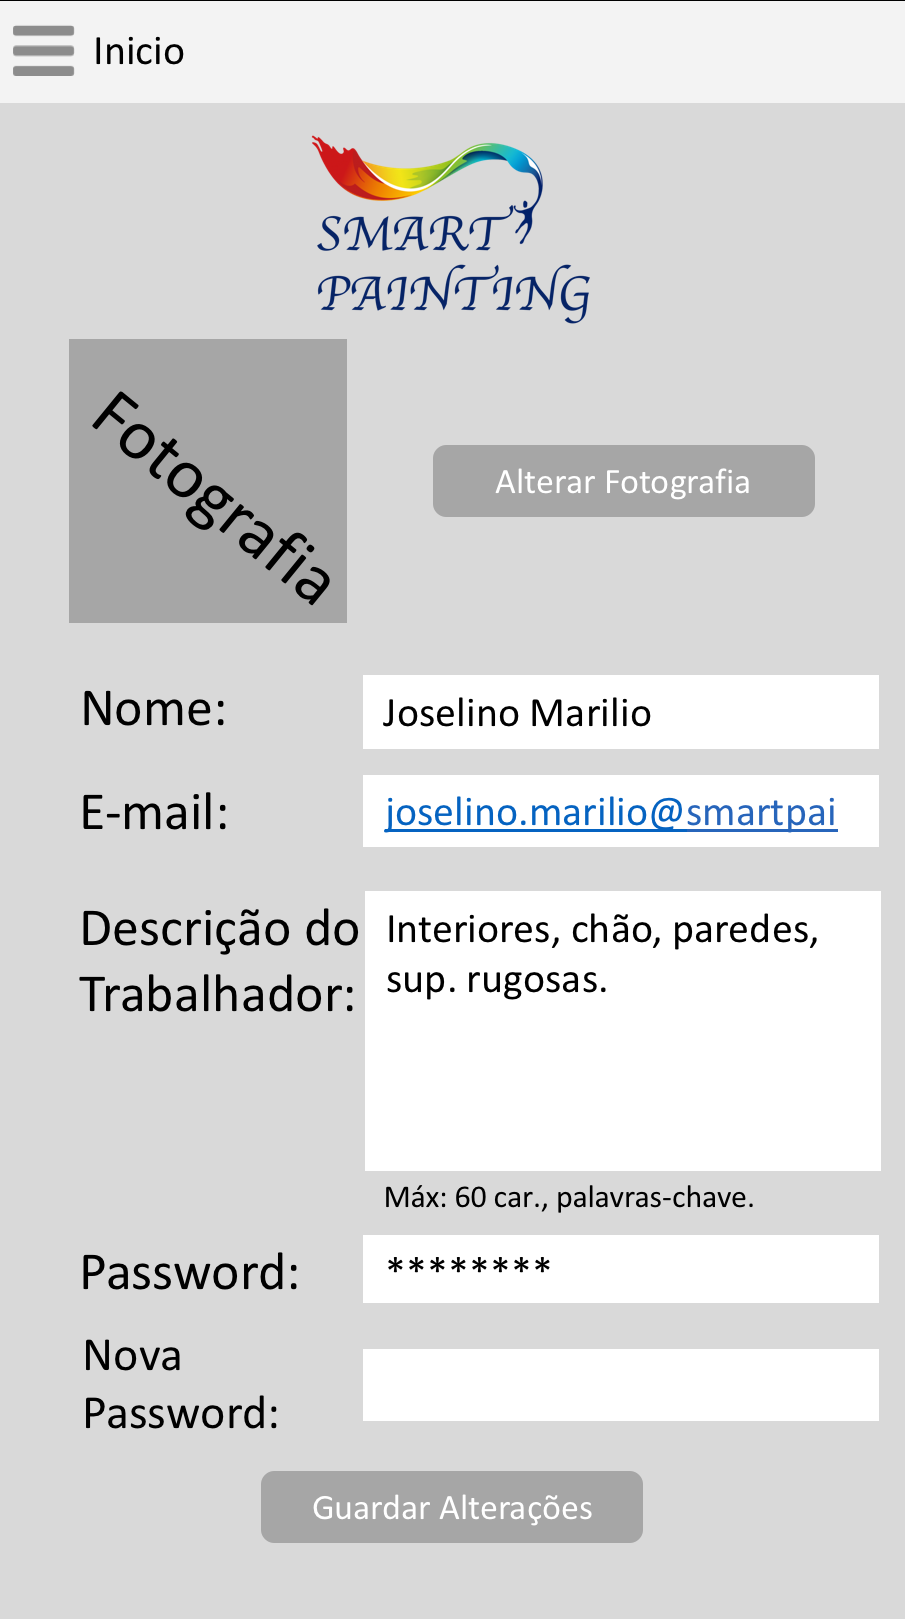 Inicio
SMART
PAINTING
Fotografia
Alterar Fotografia
Nome:
Joselino Marilio
E-mail:
joselino.marilio@smartpai
Descrição do
Trabalhador:
Interiores, chão, paredes,
sup. rugosas.
Máx: 60 car., palavras-chave.
Password:
********
Nova
Password:
Guardar Alterações